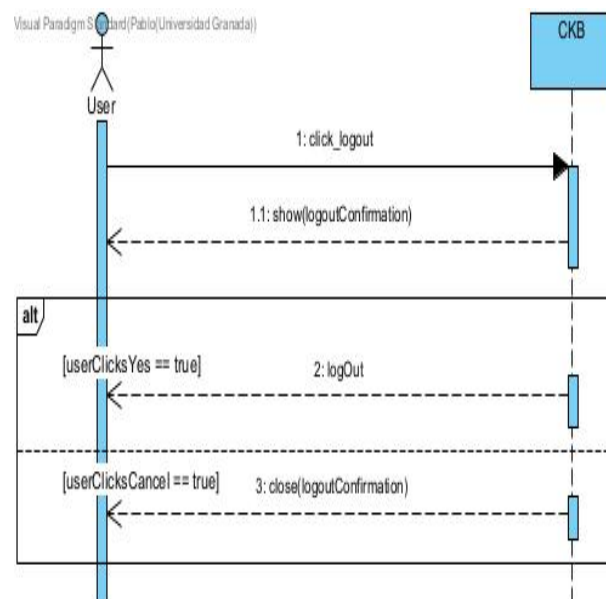 Visual Paradigm Standard(Pablo(Universidad Granada))
CKB
User
1: click_logout
1.1: show(logoutConfirmation)
alt
[userClicksYes == true]
2: logOut
[userClicksCancel == true]
3: close(logoutConfirmation)